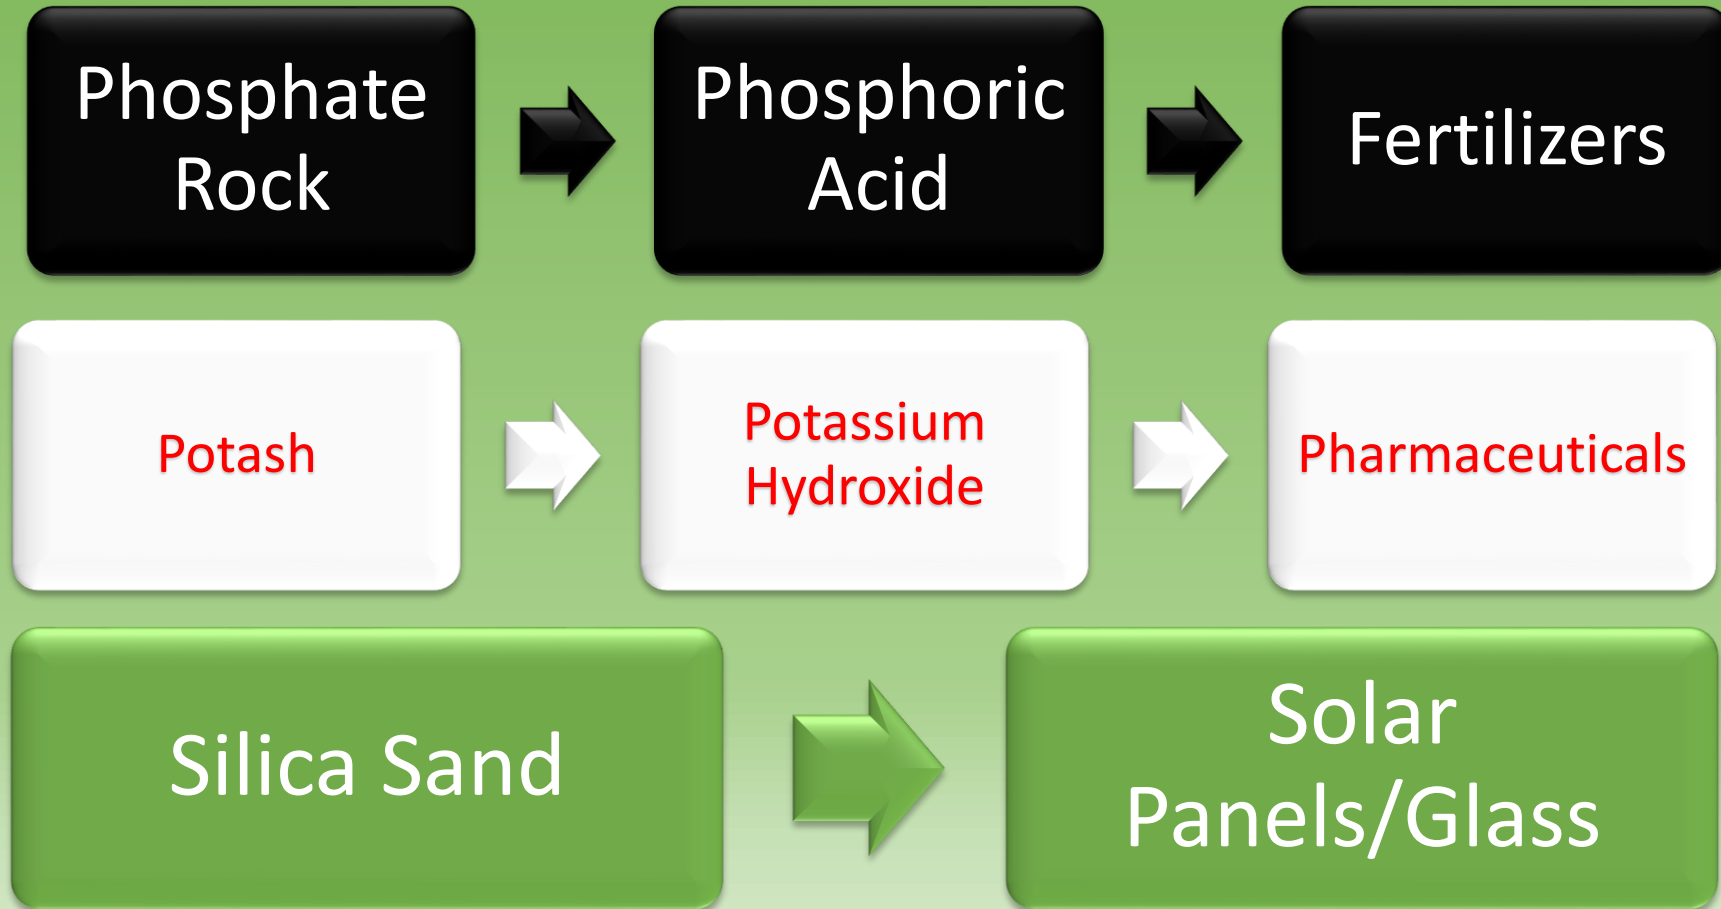 Phosphate
Rock
Phosphoric
Acid
Fertilizers
Potash
Potassium
Hydroxide
Pharmaceuticals
Silica Sand
Solar
Panels/Glass